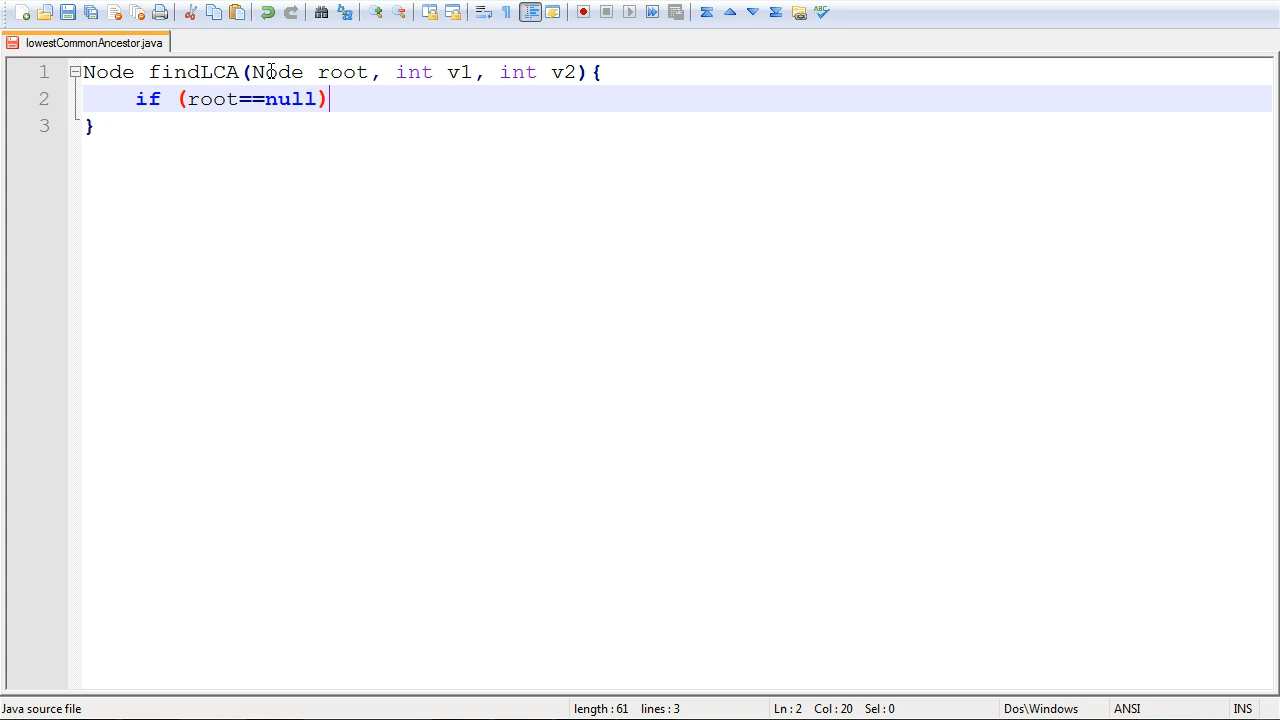 lowestCommonAncestor.java
1 Node findLCA(Node root, int v1, int v2){
2 if (root==null)
3 }
Java source file length : 61 lines : 3 Ln : 2 Col : 20 Sel : 0 Dos\Windows ANSI INS